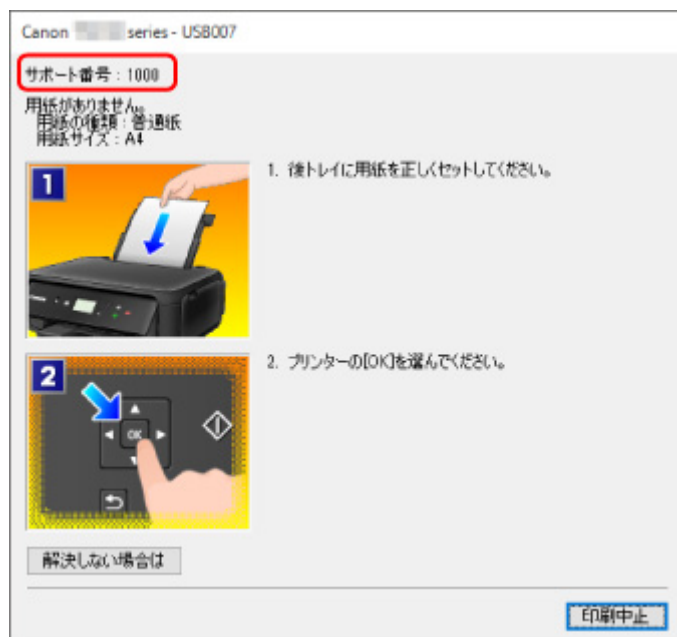 Canon series - USB007
サポート番号 : 1000
用紙がありません。
用紙の種類 : 普通紙
用紙サイズ : A4
1
1. 後トレイに用紙を正しくセットしてください。
2
2. プリンターの[OK]を選んでください。
OK
解決しない場合は
印刷中止